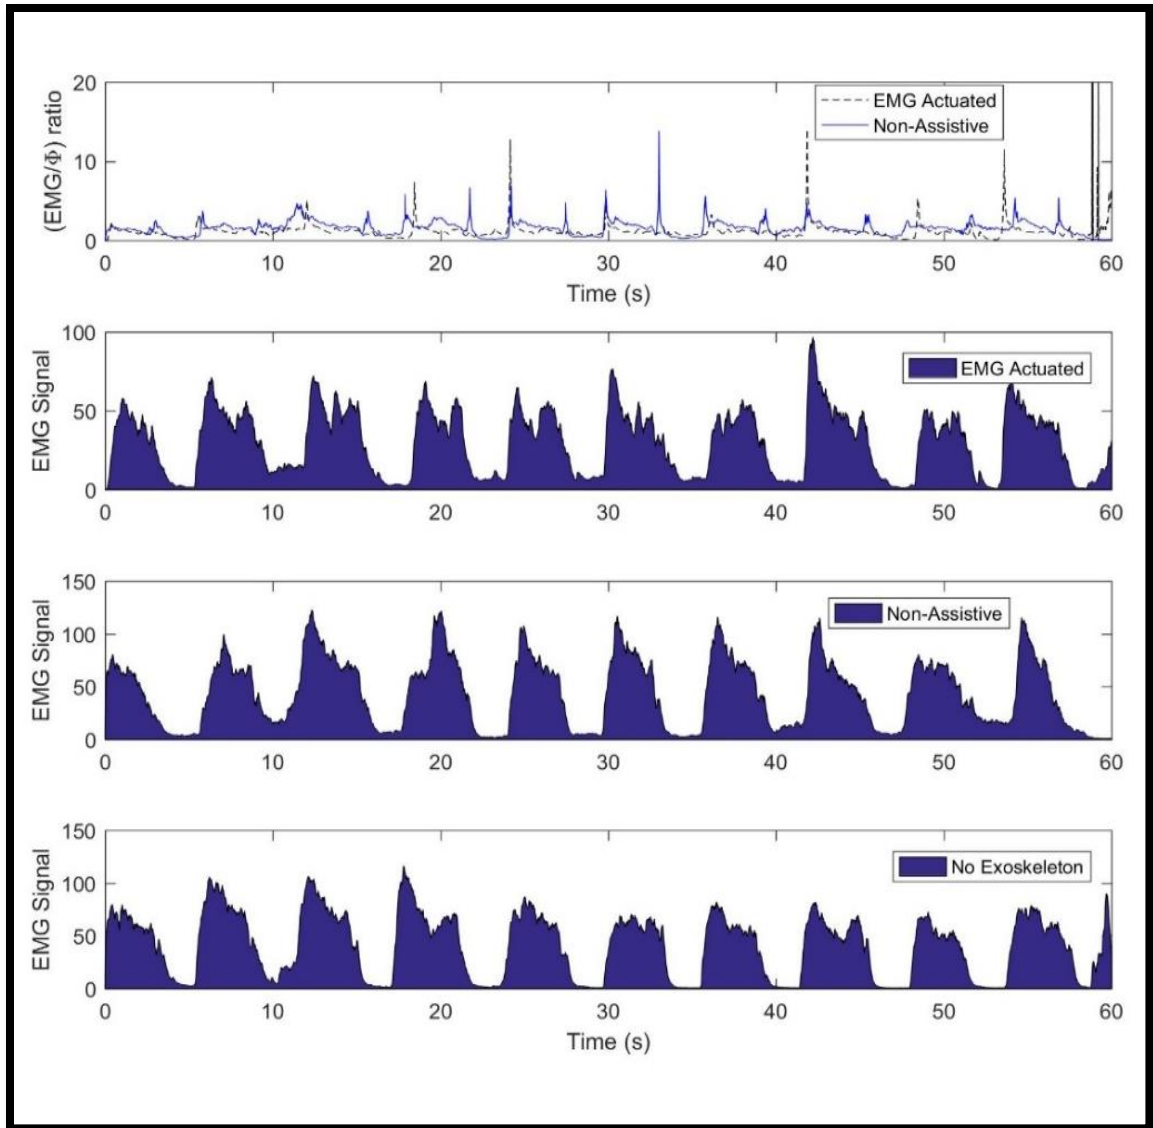 20
10
0
(EMG/Φ) ratio
EMG Actuated
Non-Assistive
0 10 20 30 40 50 60
Time (s)
100
50
0
EMG Signal
EMG Actuated
0 10 20 30 40 50 60
150
100
50
0
EMG Signal
Non-Assistive
0 10 20 30 40 50 60
150
100
50
0
EMG Signal
No Exoskeleton
0 10 20 30 40 50 60
Time (s)